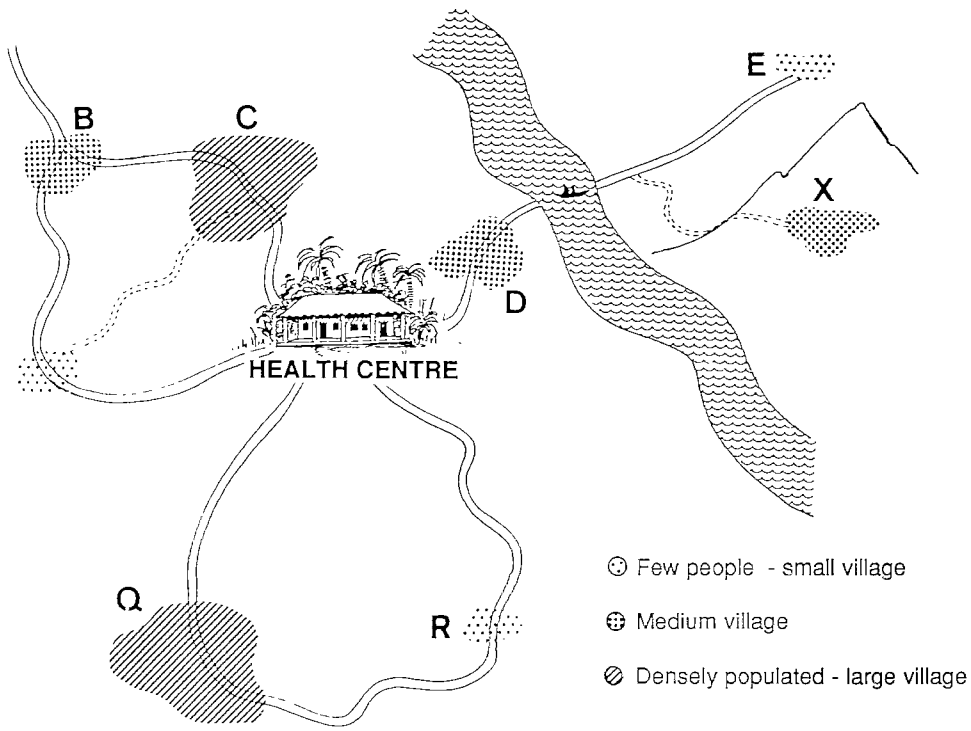 E
B
C
X
D
HEALTH CENTRE
Few people - small village
Q
Medium village
R
Densely populated - large village